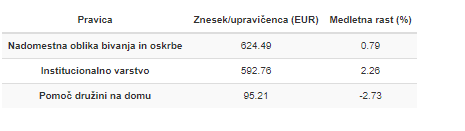 Pravica Znesek/upravičenca (EUR) Medletna rast (%)
Nadomestna oblika bivanja in oskrbe 624.49 0.79
Institucionalno varstvo 592.76 2.26
Pomoč družini na domu 95.21 -2.73